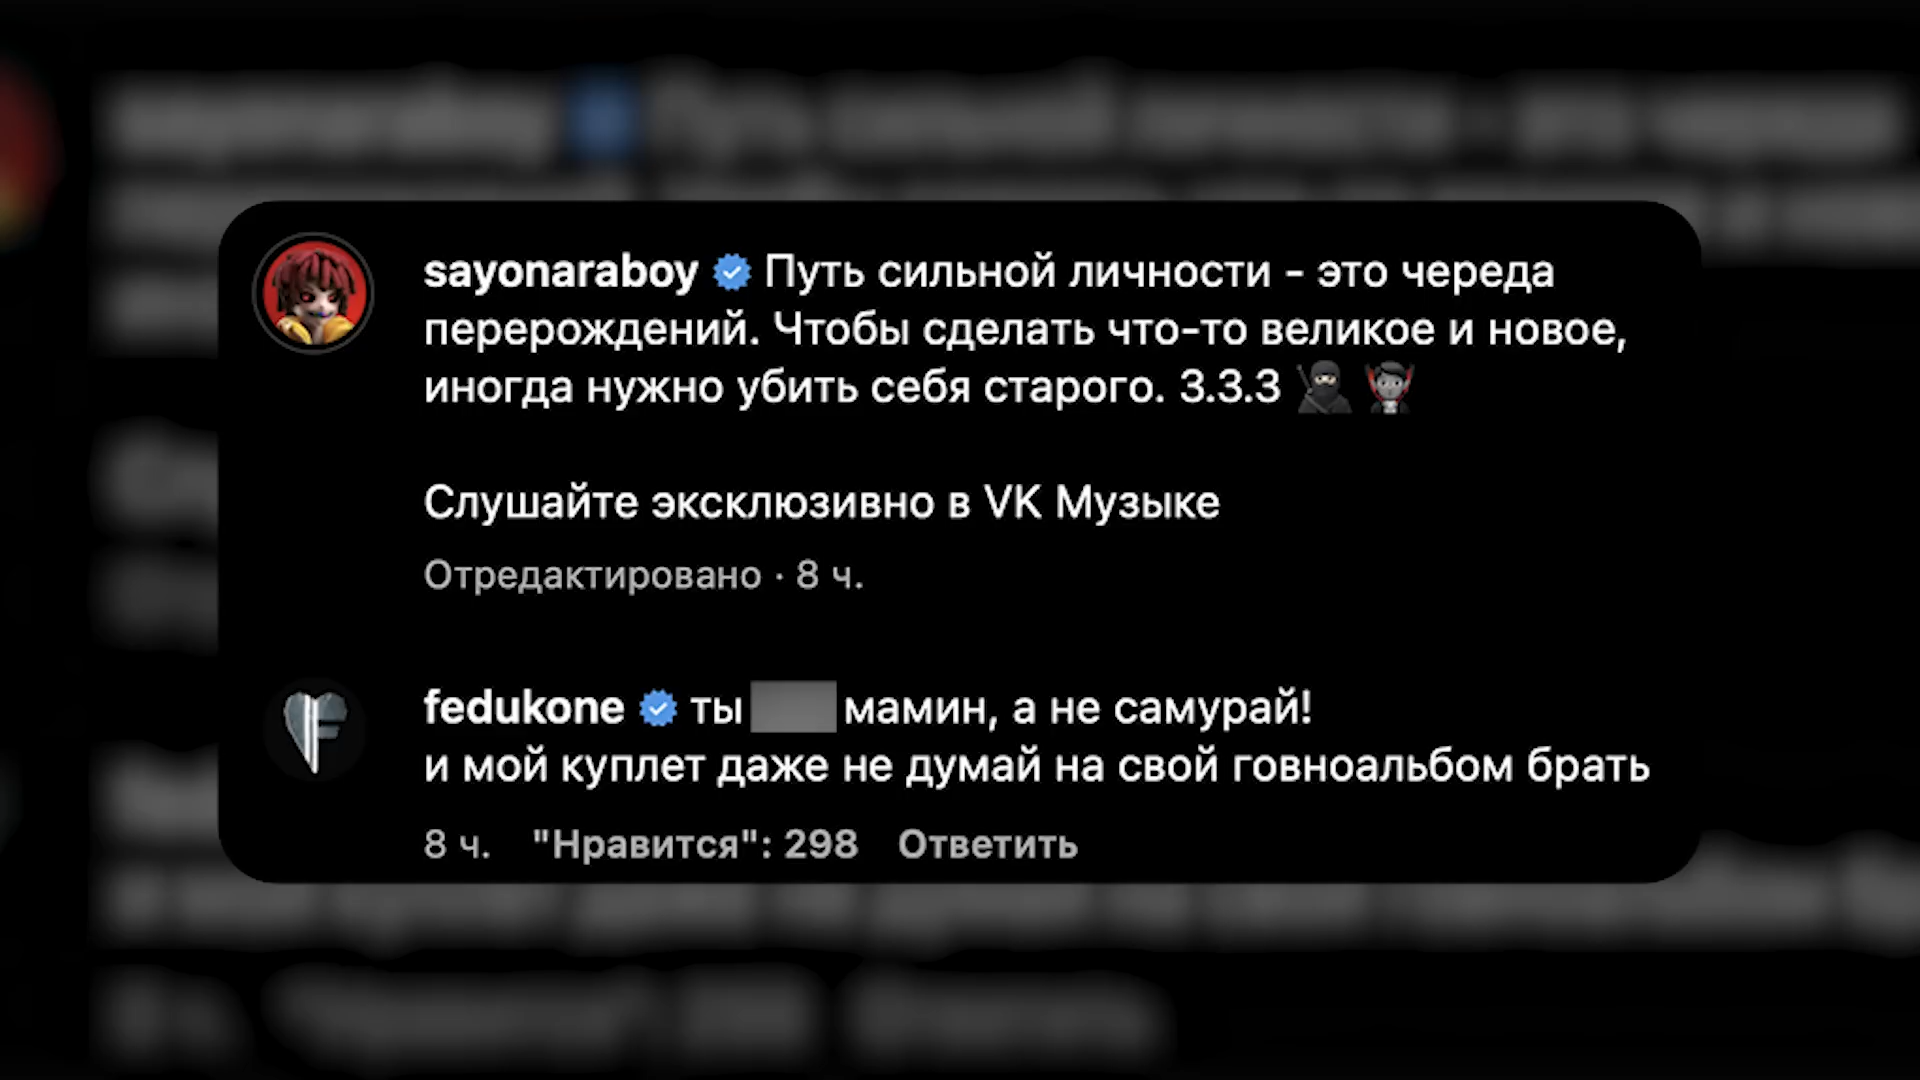 sayonaraboy Путь сильной личности - это череда
перерождений. Чтобы сделать что-то великое и новое,
иногда нужно убить себя старого. 3.3.3
Слушайте эксклюзивно в VK Музыке
Отредактировано · 8 ч.
fedukone ты мамин, а не самурай!
и мой куплет даже не думай на свой говноальбом брать
8 ч. "Нравится": 298 Ответить